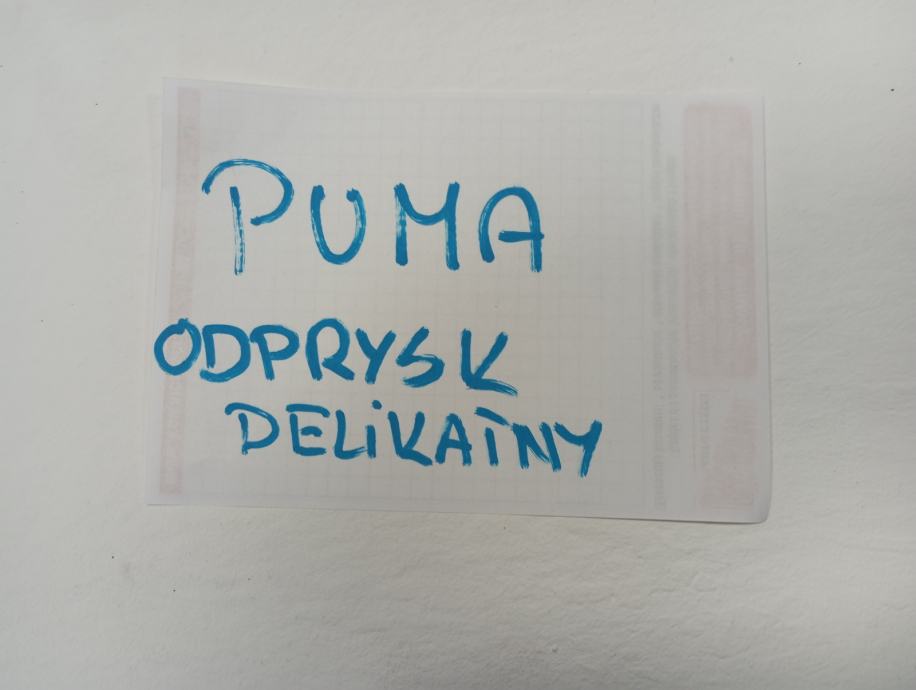 PUMA
ODPRYSK
DELiKATNY